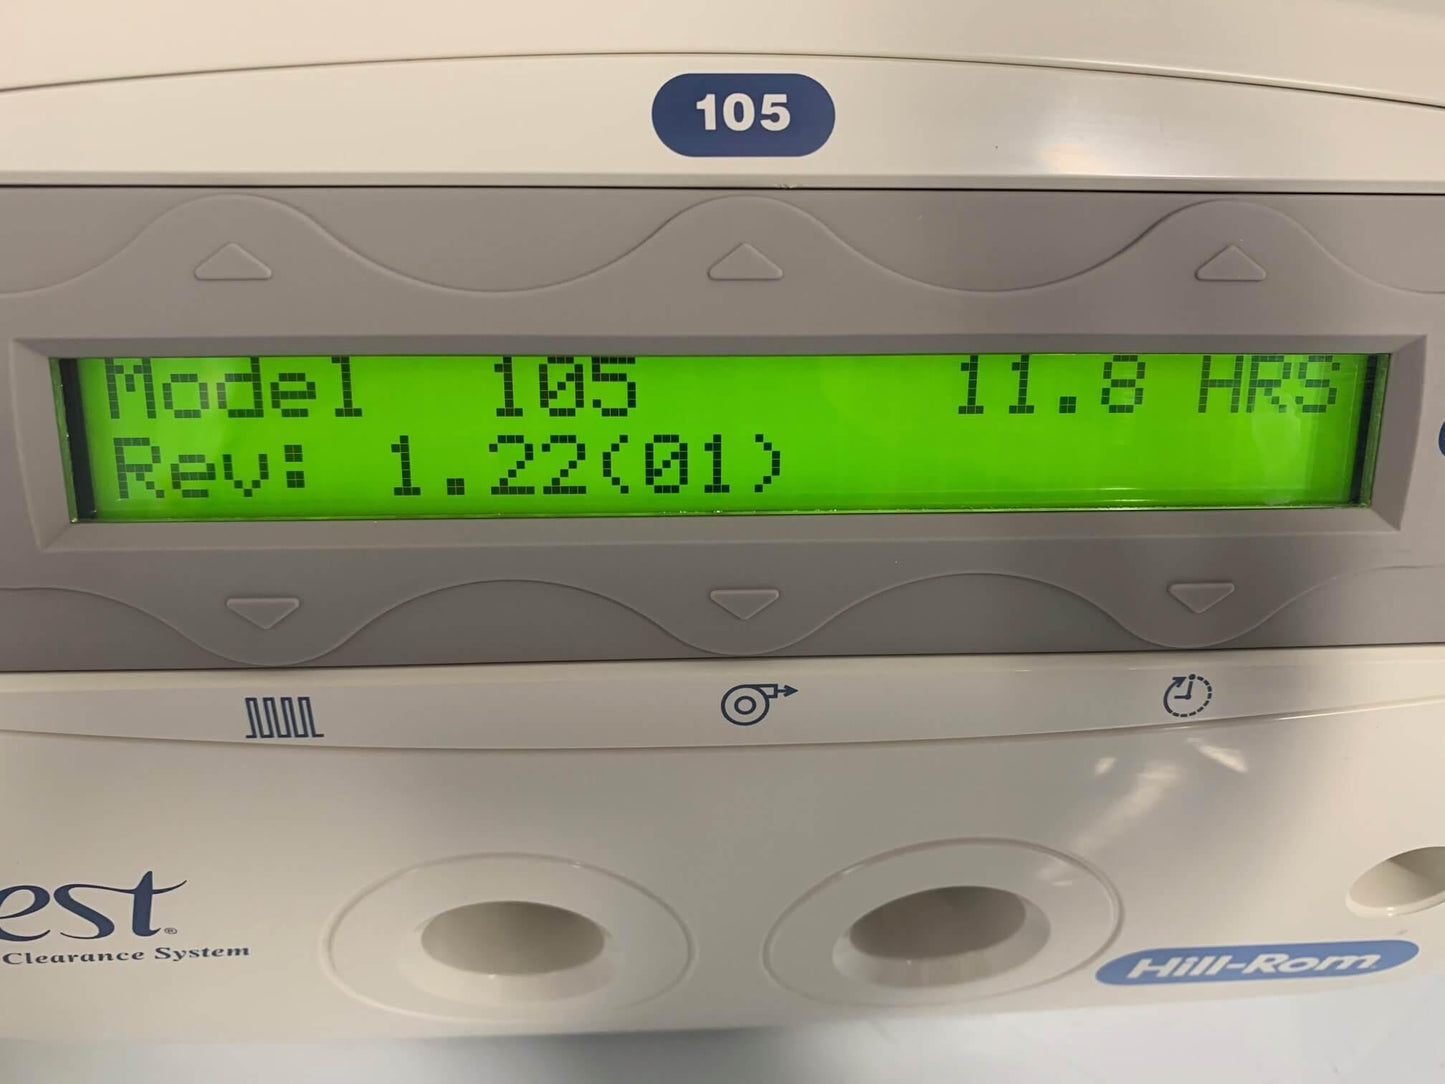 105
Model 105 11.8 HRS
Rev: 1.22(01)
est®
Clearance System
Hill-Rom